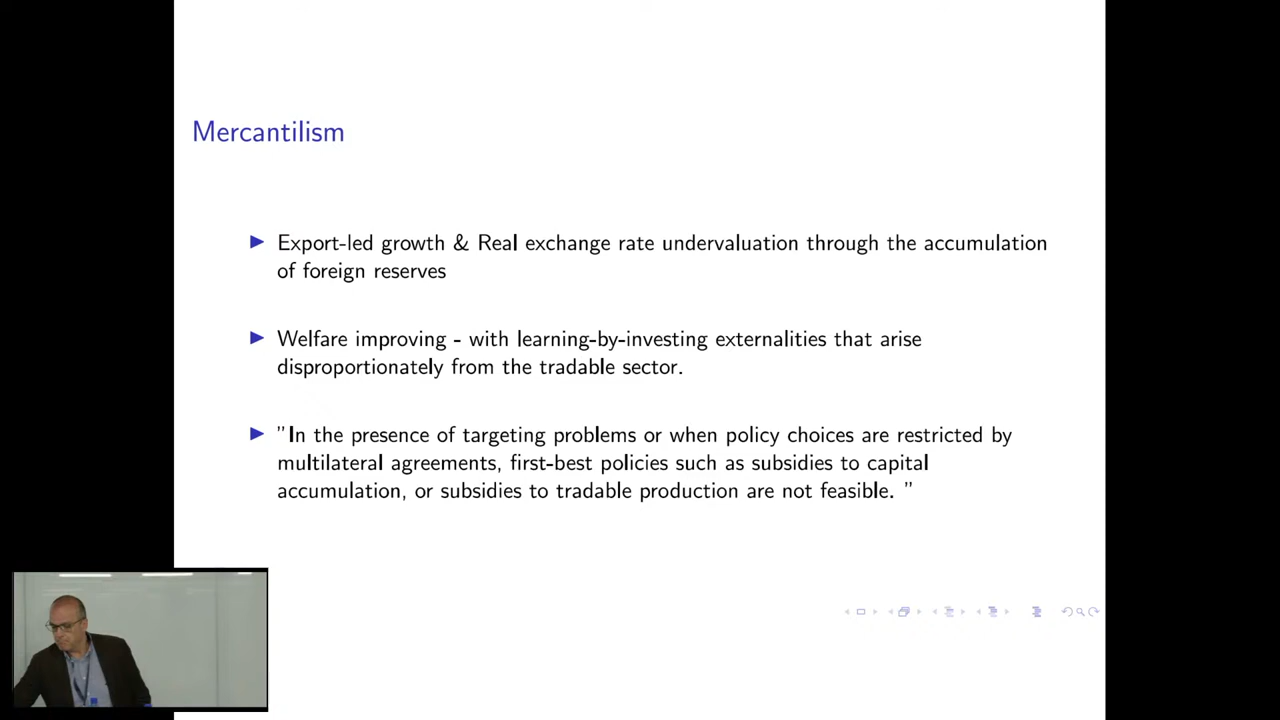 Mercantilism
Export-led growth & Real exchange rate undervaluation through the accumulation
of foreign reserves
Welfare improving - with learning-by-investing externalities that arise
disproportionately from the tradable sector.
”In the presence of targeting problems or when policy choices are restricted by
multilateral agreements, first-best policies such as subsidies to capital
accumulation, or subsidies to tradable production are not feasible. ”